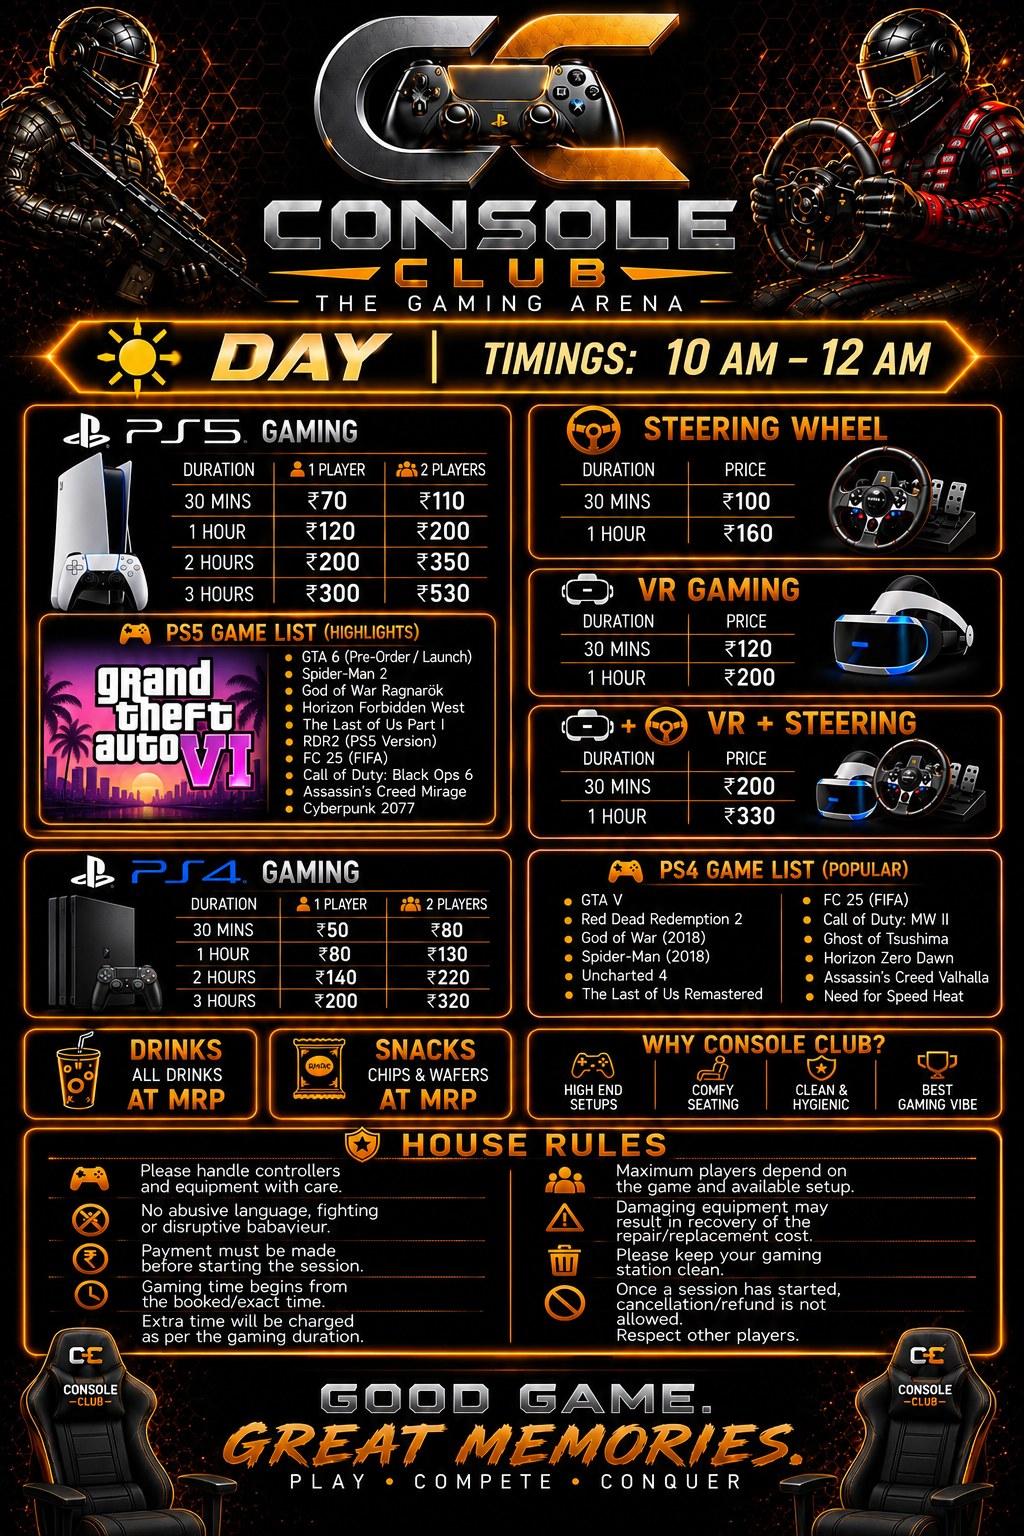 CONSOLE
CLUB
THE GAMING ARENA
DAY | TIMINGS: 10 AM – 12 AM
PS5 GAMING
DURATION 1 PLAYER 2 PLAYERS
30 MINS ₹70 ₹110
1 HOUR ₹120 ₹200
2 HOURS ₹200 ₹350
3 HOURS ₹300 ₹530
PS5 GAME LIST (HIGHLIGHTS)
grand
theft
auto VI
• GTA 6 (Pre-Order / Launch)
• Spider-Man 2
• God of War Ragnarök
• Horizon Forbidden West
• The Last of Us Part I
• RDR2 (PS5 Version)
• FC 25 (FIFA)
• Call of Duty: Black Ops 6
• Assassin's Creed Mirage
• Cyberpunk 2077
STEERING WHEEL
DURATION PRICE
30 MINS ₹100
1 HOUR ₹160
VR GAMING
DURATION PRICE
30 MINS ₹120
1 HOUR ₹200
+ VR + STEERING
DURATION PRICE
30 MINS ₹200
1 HOUR ₹330
PS4 GAMING
DURATION 1 PLAYER 2 PLAYERS
30 MINS ₹50 ₹80
1 HOUR ₹80 ₹130
2 HOURS ₹140 ₹220
3 HOURS ₹200 ₹320
PS4 GAME LIST (POPULAR)
• GTA V
• Red Dead Redemption 2
• God of War (2018)
• Spider-Man (2018)
• Uncharted 4
• The Last of Us Remastered
• FC 25 (FIFA)
• Call of Duty: MW II
• Ghost of Tsushima
• Horizon Zero Dawn
• Assassin's Creed Valhalla
• Need for Speed Heat
DRINKS
ALL DRINKS
AT MRP
SNACKS
CHIPS & WAFERS
AT MRP
WHY CONSOLE CLUB?
HIGH END
SETUPS
COMFY
SEATING
CLEAN &
HYGIENIC
BEST
GAMING VIBE
HOUSE RULES
Please handle controllers
and equipment with care.
No abusive language, fighting
or disruptive babavieur.
Payment must be made
before starting the session.
Gaming time begins from
the booked/exact time.
Extra time will be charged
as per the gaming duration.
Maximum players depend on
the game and available setup.
Damaging equipment may
result in recovery of the
repair/replacement cost.
Please keep your gaming
station clean.
Once a session has started,
cancellation/refund is not
allowed.
Respect other players.
CONSOLE
CLUB
CONSOLE
CLUB
GOOD GAME.
GREAT MEMORIES.
PLAY • COMPETE • CONQUER